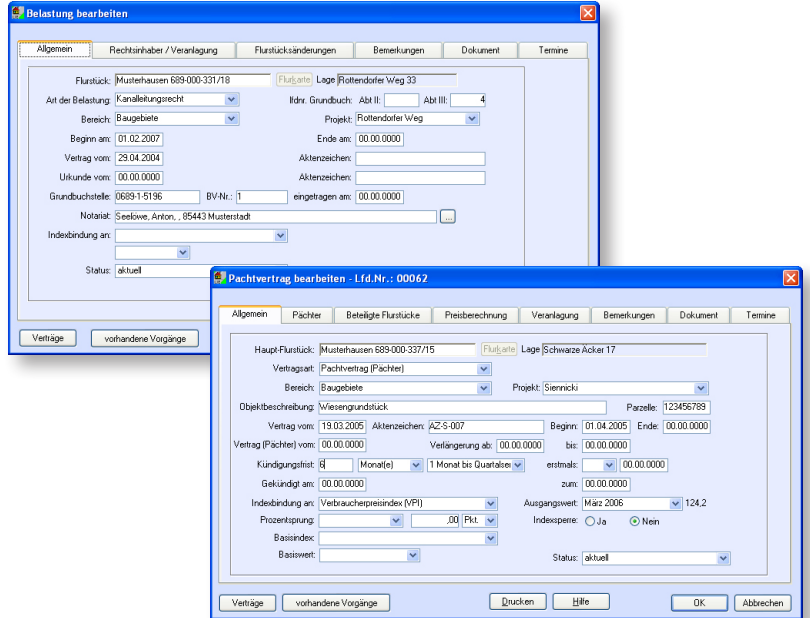 Belastung bearbeiten
Allgemein Rechtsinhaber / Veranlagung Flurstücksänderungen Bemerkungen Dokument Termine
Flurstück: Musterhausen 689-000-331/18 Flurkarte Lage Rottendorfer Weg 33
Art der Belastung: Kanalleitungsrecht lfdnr. Grundbuch: Abt II: Abt III: 4
Bereich: Baugebiete Projekt: Rottendorfer Weg
Beginn am: 01.02.2007 Ende am: 00.00.0000
Vertrag vom: 29.04.2004 Aktenzeichen:
Urkunde vom: 00.00.0000 Aktenzeichen:
Grundbuchstelle: 0689-1-5196 BV-Nr.: 1 eingetragen am: 00.00.0000
Notariat: Seelöwe, Anton, , 85443 Musterstadt ...
Indexbindung an:
Status: aktuell
Verträge vorhandene Vorgänge
Pachtvertrag bearbeiten - Lfd.Nr.: 00062
Allgemein Pächter Beteiligte Flurstücke Preisberechnung Veranlagung Bemerkungen Dokument Termine
Haupt-Flurstück: Musterhausen 689-000-337/15 Flurkarte Lage Schwarze Äcker 17
Vertragsart: Pachtvertrag (Pächter)
Bereich: Baugebiete Projekt: Siennicki
Objektbeschreibung: Wiesengrundstück Parzelle: 123456789
Vertrag vom: 19.03.2005 Aktenzeichen: AZ-S-007 Beginn: 01.04.2005 Ende: 00.00.0000
Vertrag (Pächter) vom: 00.00.0000 Verlängerung ab: 00.00.0000 bis: 00.00.0000
Kündigungsfrist: 6 Monat(e) 1 Monat bis Quartalser erstmals: 00.00.0000
Gekündigt am: 00.00.0000 zum: 00.00.0000
Indexbindung an: Verbraucherpreisindex (VPI) Ausgangswert: März 2006 124,2
Prozentsprung: ,00 Pkt. Indexsperre: Ja Nein
Basisindex:
Basiswert: Status: aktuell
Verträge vorhandene Vorgänge Drucken Hilfe OK Abbrechen